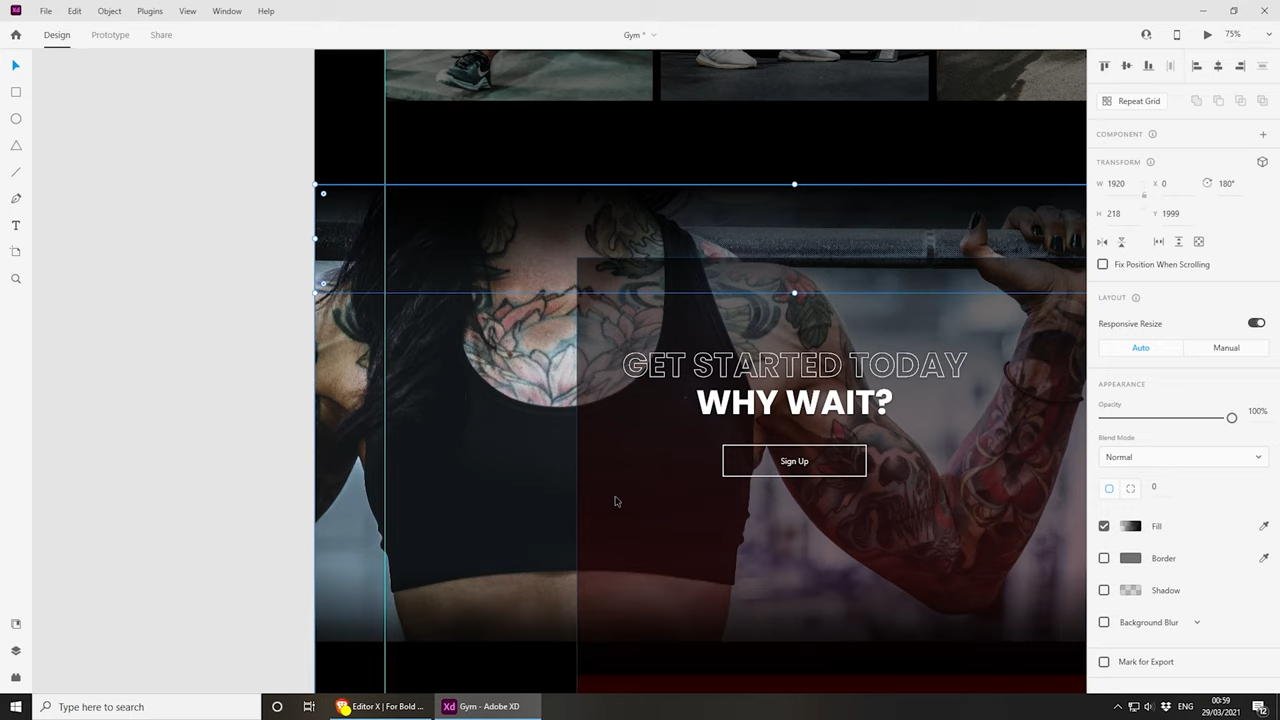 Xd File Edit Object Plugins View Window Help
Design Prototype Share Gym * 75%
Repeat Grid
COMPONENT
TRANSFORM
W 1920 X 0 180°
H 218 Y 1999
Fix Position When Scrolling
LAYOUT
Responsive Resize
Auto Manual
APPEARANCE
Opacity
100%
Blend Mode
Normal
0
Fill
Border
Shadow
Background Blur
Mark for Export
GET STARTED TODAY
WHY WAIT?
Sign Up
Type here to search
Editor X | For Bold ...
Xd Gym - Adobe XD
ENG
00:59
29/03/2021
12